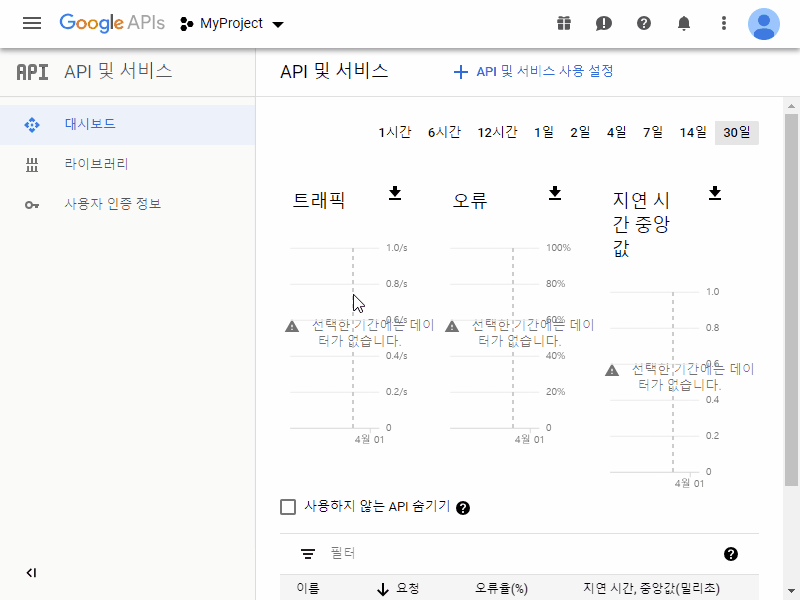 Google APIs MyProject
API API 및 서비스
API 및 서비스
API 및 서비스 사용 설정
대시보드
라이브러리
사용자 인증 정보
1시간 6시간 12시간 1일 2일 4일 7일 14일 30일
트래픽
1.0/s
0.8/s
0.6/s
선택한 기간에는 데이
터가 없습니다.
0.4/s
0.2/s
0
4월 01
오류
100%
80%
60%
선택한 기간에는 데이
터가 없습니다.
40%
20%
0
4월 01
지연 시
간 중앙
값
1.0
0.8
0.6
선택한 기간에는 데이
터가 없습니다.
0.4
0.2
0
4월 01
사용하지 않는 API 숨기기
필터
이름 요청 오류율(%) 지연 시간, 중앙값(밀리초)